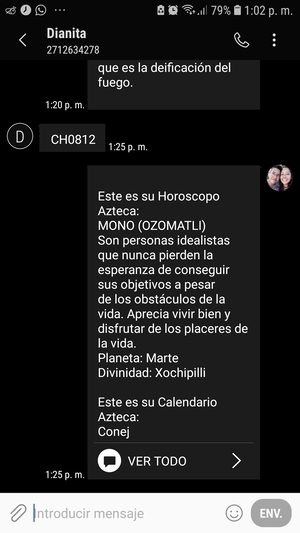 79% 1:02 p. m.
Dianita
2712634278
que es la deificación del
fuego.
1:20 p. m.
D
CH0812
1:25 p. m.
Este es su Horoscopo
Azteca:
MONO (OZOMATLI)
Son personas idealistas
que nunca pierden la
esperanza de conseguir
sus objetivos a pesar
de los obstáculos de la
vida. Aprecia vivir bien y
disfrutar de los placeres de
la vida.
Planeta: Marte
Divinidad: Xochipilli
Este es su Calendario
Azteca:
Conej
VER TODO
1:25 p. m.
Introducir mensaje
ENV.